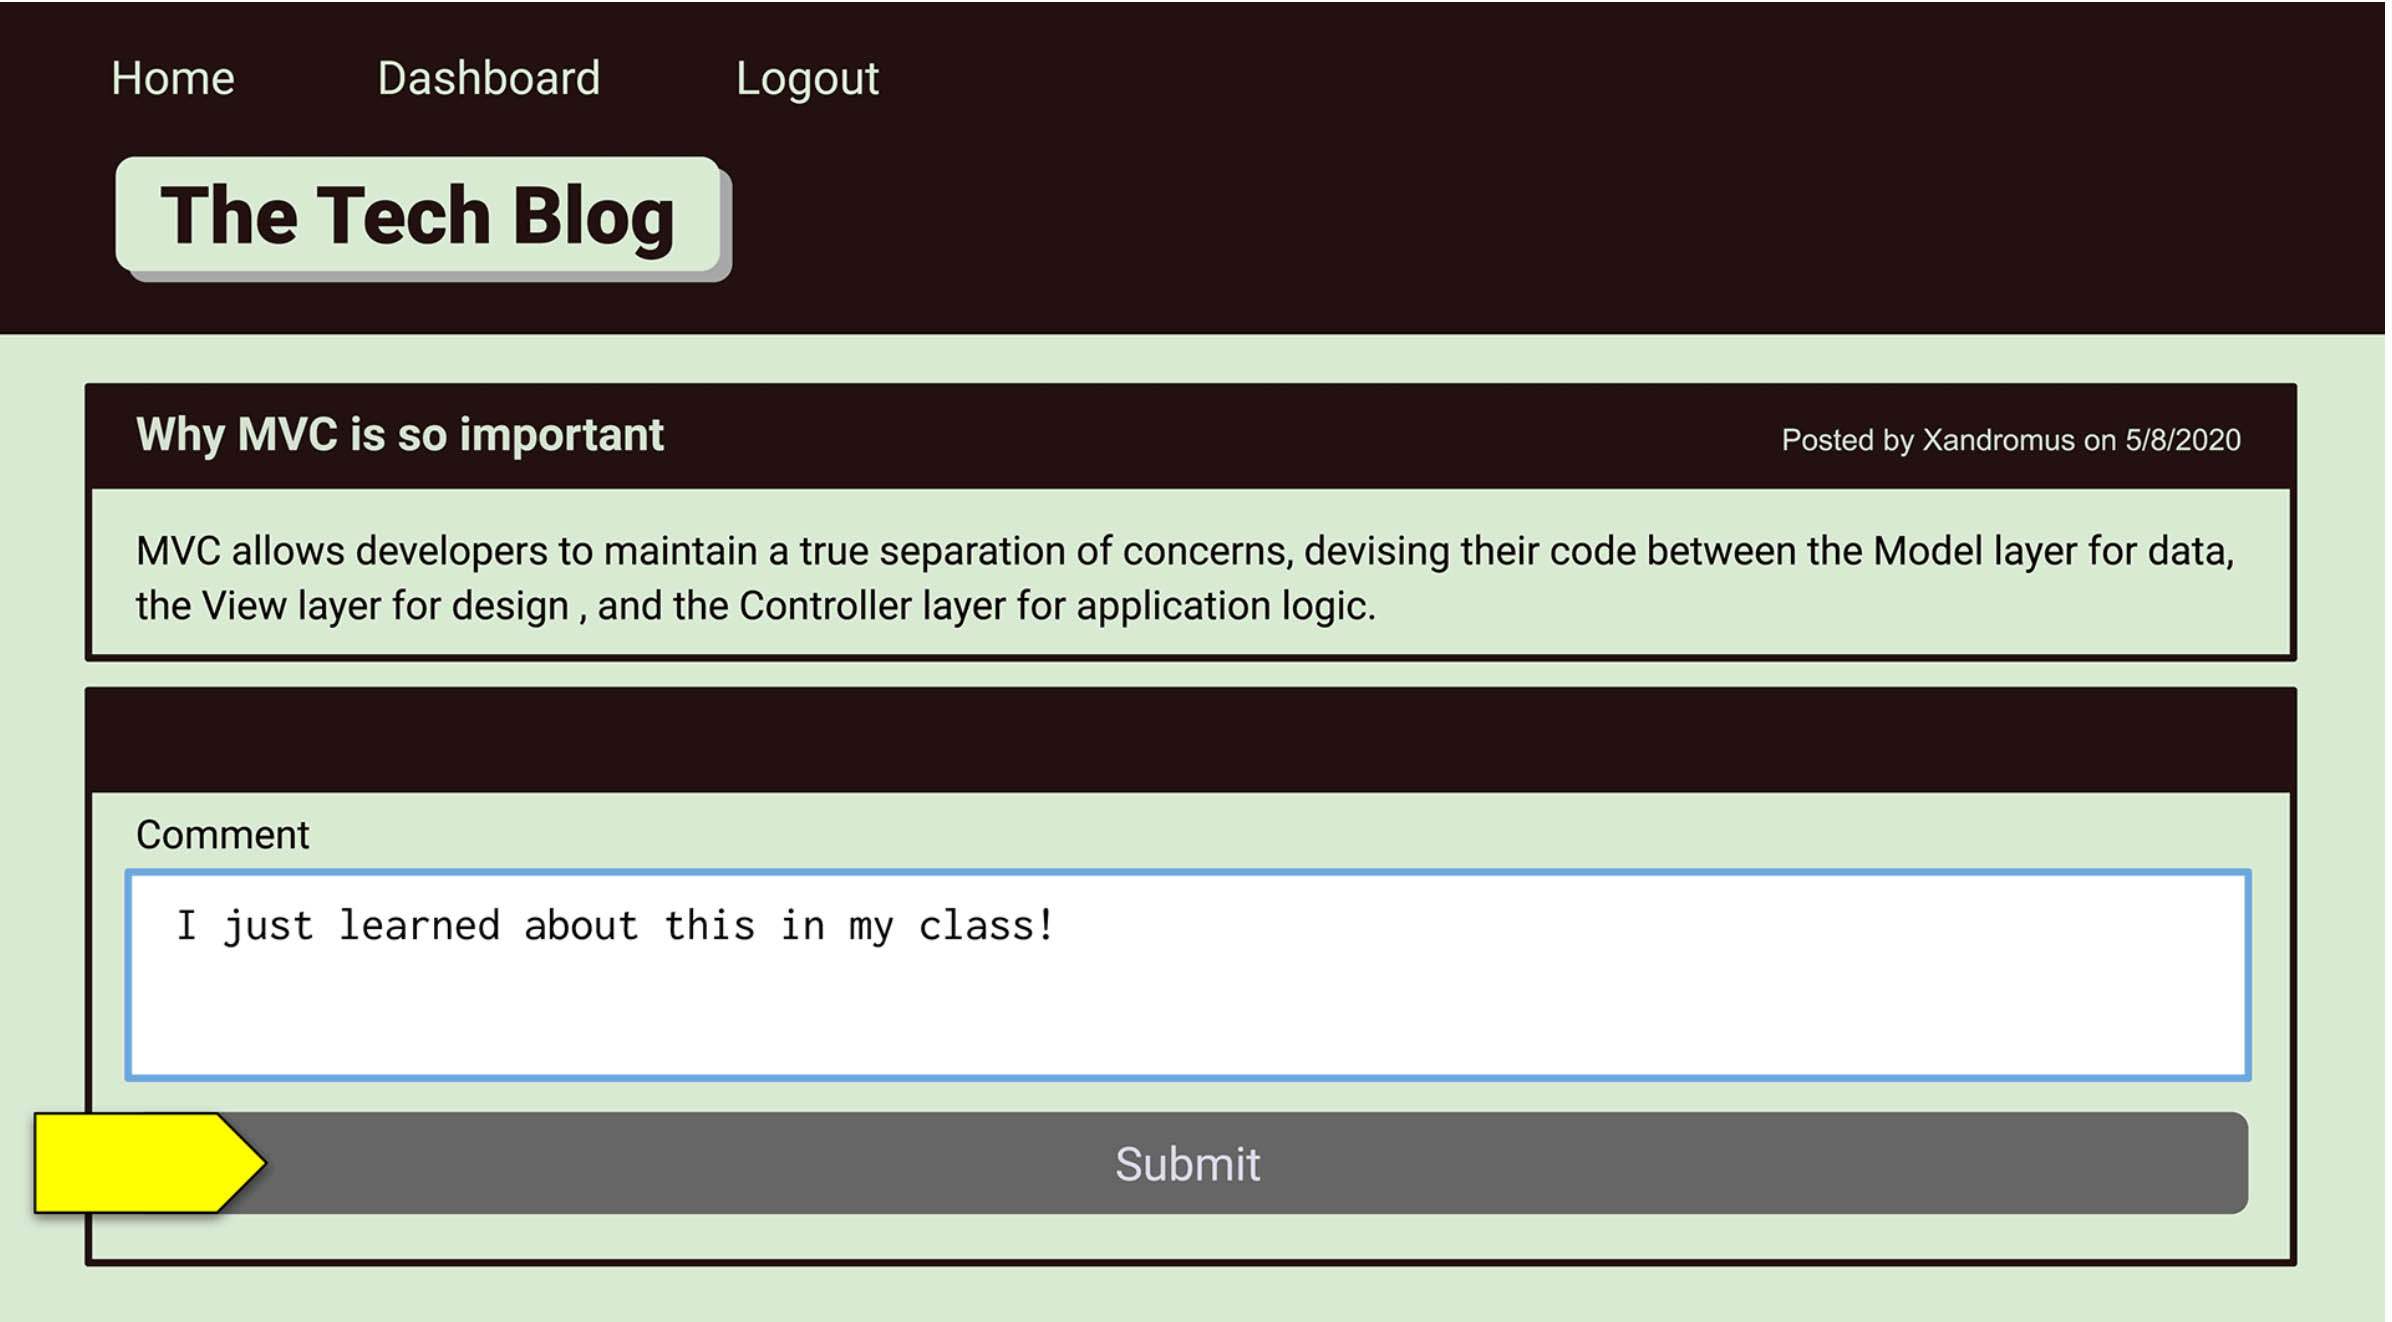 Home Dashboard Logout
The Tech Blog
Why MVC is so important
Posted by Xandromus on 5/8/2020
MVC allows developers to maintain a true separation of concerns, devising their code between the Model layer for data,
the View layer for design , and the Controller layer for application logic.
Comment
I just learned about this in my class!
Submit